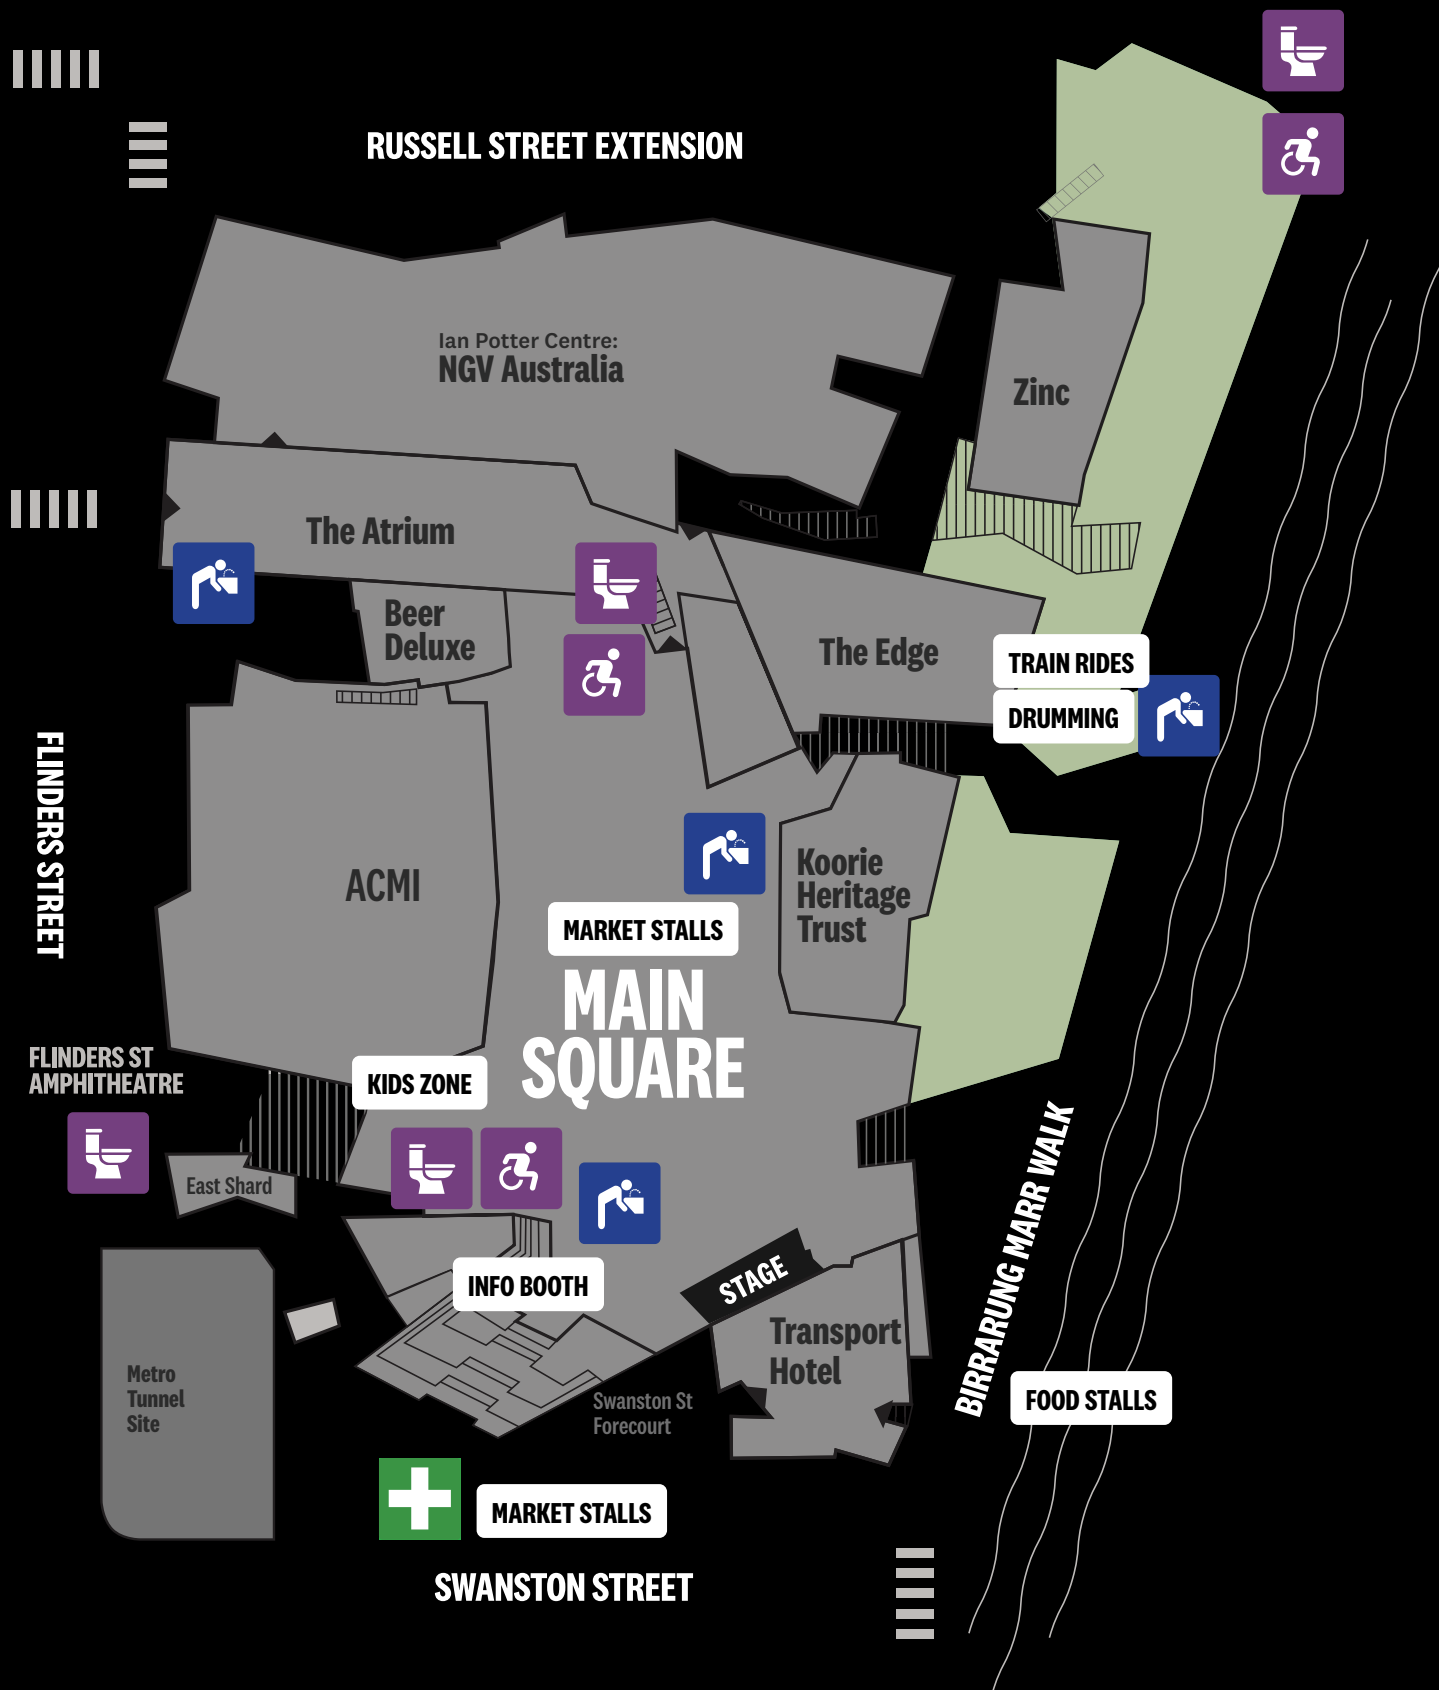 RUSSELL STREET EXTENSION
Ian Potter Centre:
NGV Australia
Zinc
The Atrium
Beer
Deluxe
The Edge
TRAIN RIDES
DRUMMING
FLINDERS STREET
ACMI
Koorie
Heritage
Trust
MARKET STALLS
MAIN
SQUARE
FLINDERS ST
AMPHITHEATRE
KIDS ZONE
East Shard
INFO BOOTH
STAGE
BIRRARUNG MARR WALK
Transport
Hotel
Metro
Tunnel
Site
Swanston St
Forecourt
FOOD STALLS
MARKET STALLS
SWANSTON STREET